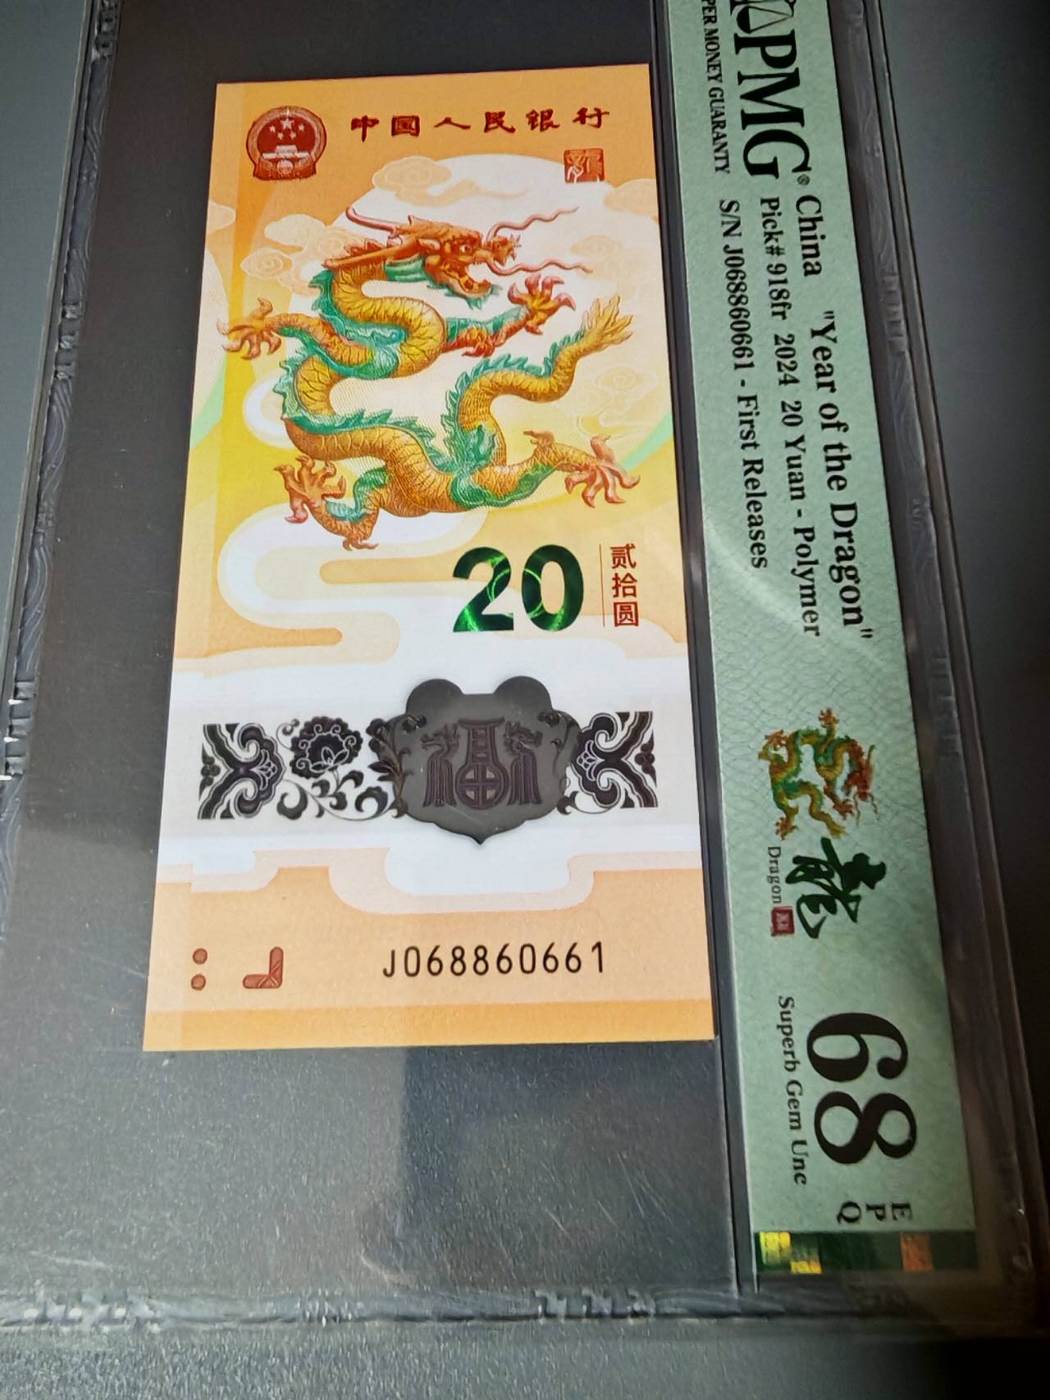 中国人民银行
20
贰拾圆
福
J068860661
PMG
PER MONEY GUARANTY
China "Year of the Dragon"
Pick# 918fr 2024 20 Yuan - Polymer
S/N J068860661 - First Releases
龍
Dragon
68
EPQ
Superb Gem Unc